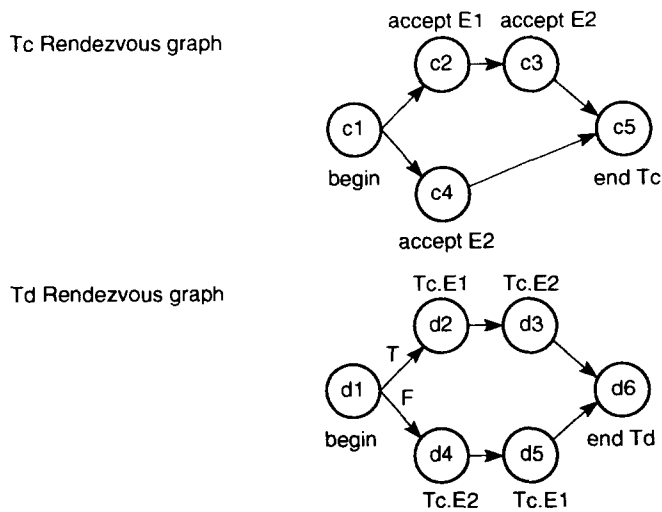 Tc Rendezvous graph
accept E1 accept E2
c2 c3
c1 c5
begin end Tc
c4
accept E2
Td Rendezvous graph
Tc.E1 Tc.E2
d2 d3
T
d1 d6
F
begin end Td
d4 d5
Tc.E2 Tc.E1